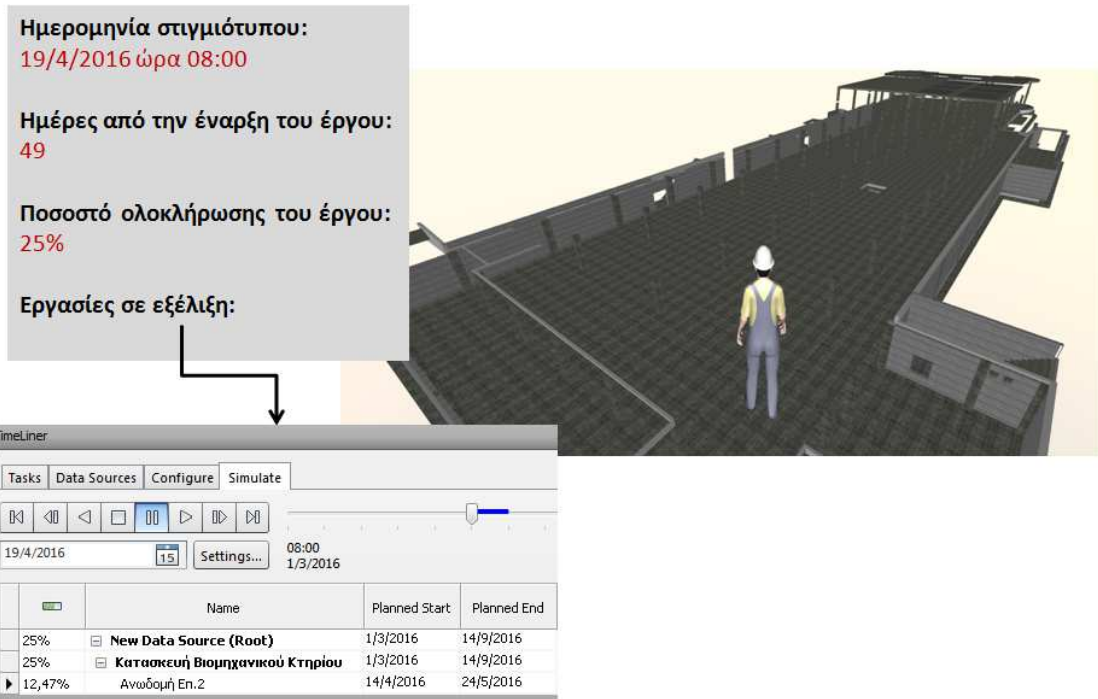 Ημερομηνία στιγμιότυπου:
19/4/2016 ώρα 08:00
Ημέρες από την έναρξη του έργου:
49
Ποσοστό ολοκλήρωσης του έργου:
25%
Εργασίες σε εξέλιξη:
TimeLiner
Tasks Data Sources Configure Simulate
19/4/2016 15 Settings... 08:00
1/3/2016
Name Planned Start Planned End
25% New Data Source (Root) 1/3/2016 14/9/2016
25% Κατασκευή Βιομηχανικού Κτηρίου 1/3/2016 14/9/2016
12,47% Ανωδομή Επ.2 14/4/2016 24/5/2016